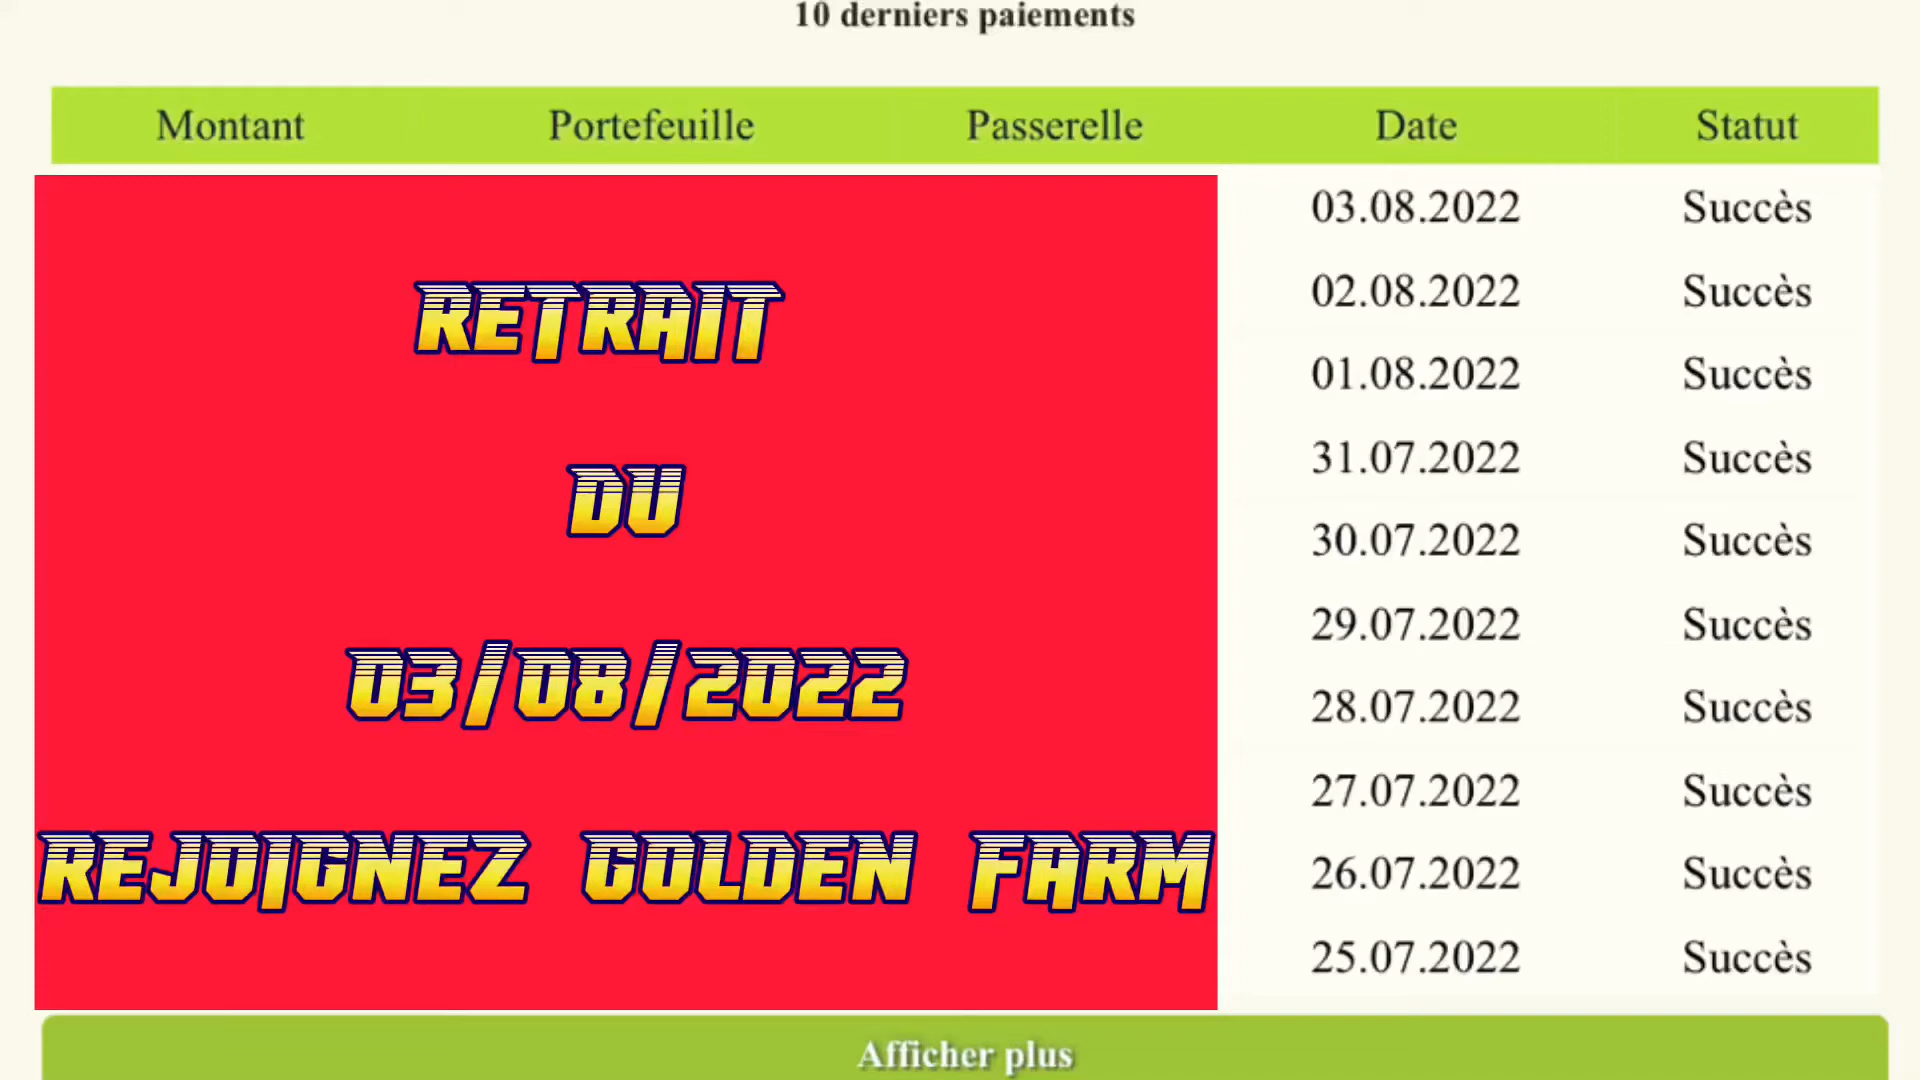 10 derniers paiements
Montant Portefeuille Passerelle Date Statut
03.08.2022 Succès
02.08.2022 Succès
01.08.2022 Succès
31.07.2022 Succès
30.07.2022 Succès
29.07.2022 Succès
28.07.2022 Succès
27.07.2022 Succès
26.07.2022 Succès
25.07.2022 Succès
RETRAIT
DU
03/08/2022
REJOIGNEZ GOLDEN FARM
Afficher plus